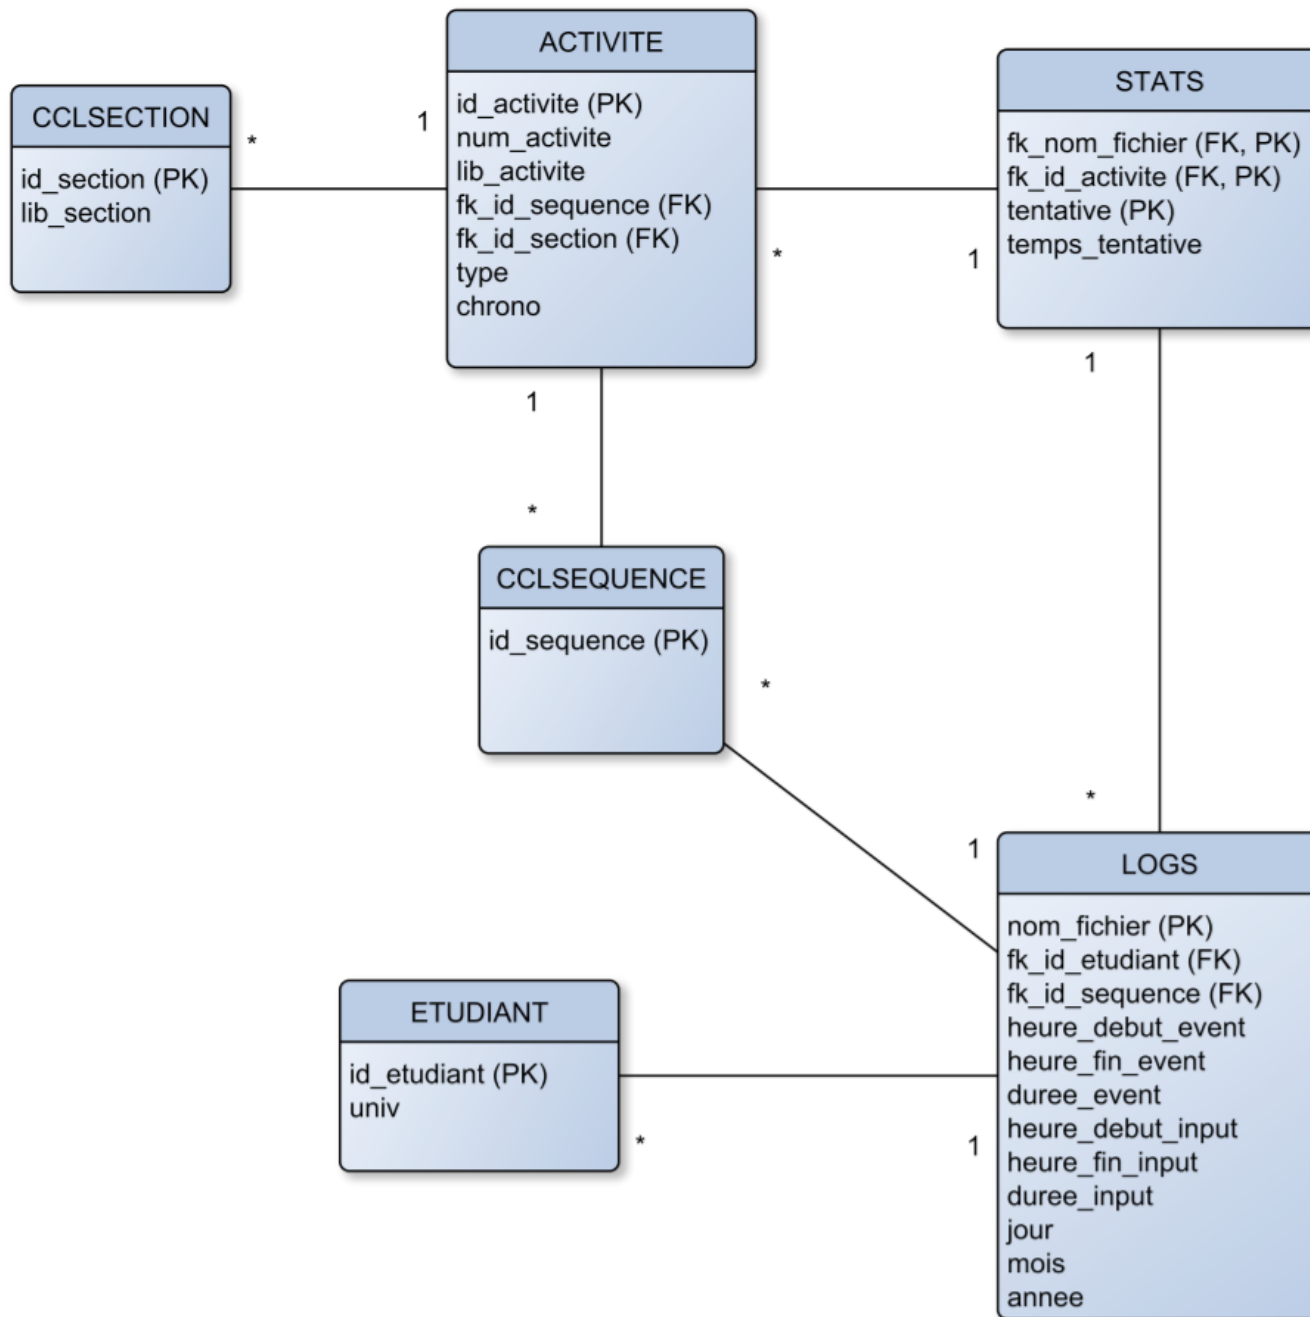 ACTIVITE
id_activite (PK)
num_activite
lib_activite
fk_id_sequence (FK)
fk_id_section (FK)
type
chrono
CCLSECTION
id_section (PK)
lib_section
*
1
STATS
fk_nom_fichier (FK, PK)
fk_id_activite (FK, PK)
tentative (PK)
temps_tentative
*
1
1
*
1
*
CCLSEQUENCE
id_sequence (PK)
*
1
LOGS
nom_fichier (PK)
fk_id_etudiant (FK)
fk_id_sequence (FK)
heure_debut_event
heure_fin_event
duree_event
heure_debut_input
heure_fin_input
duree_input
jour
mois
annee
ETUDIANT
id_etudiant (PK)
univ
*
1